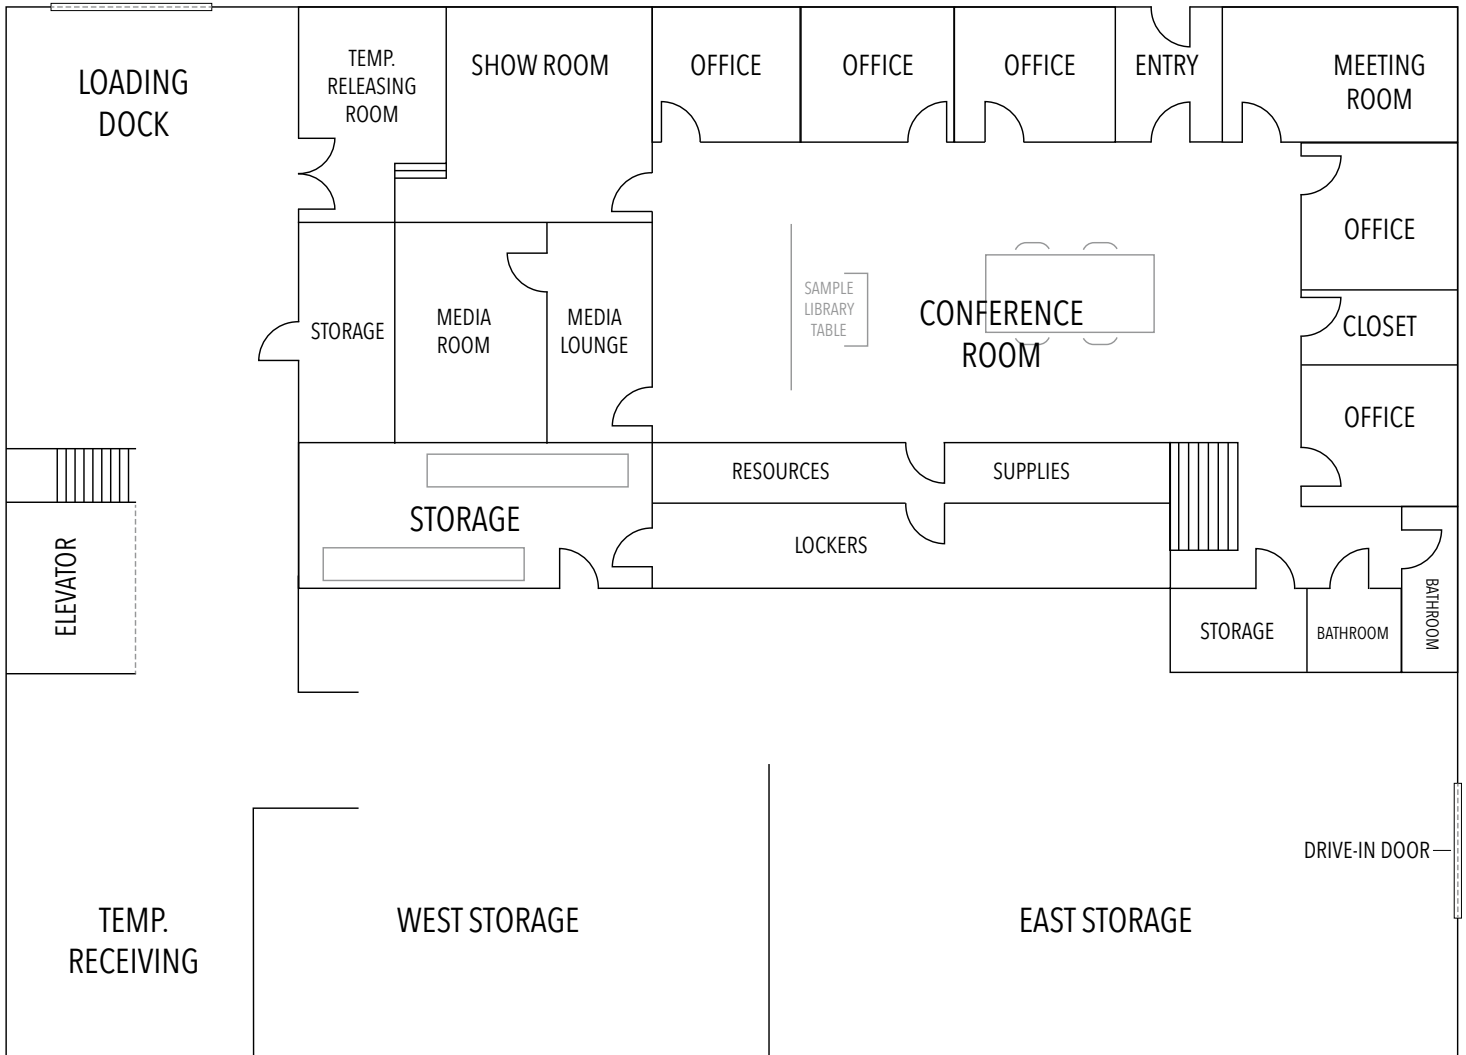 LOADING
DOCK
TEMP.
RELEASING
ROOM
SHOW ROOM
OFFICE
OFFICE
OFFICE
ENTRY
MEETING
ROOM
OFFICE
STORAGE
MEDIA
ROOM
MEDIA
LOUNGE
SAMPLE
LIBRARY
TABLE
CONFERENCE
ROOM
CLOSET
OFFICE
RESOURCES
SUPPLIES
STORAGE
LOCKERS
ELEVATOR
STORAGE
BATHROOM
BATHROOM
DRIVE-IN DOOR
TEMP.
RECEIVING
WEST STORAGE
EAST STORAGE